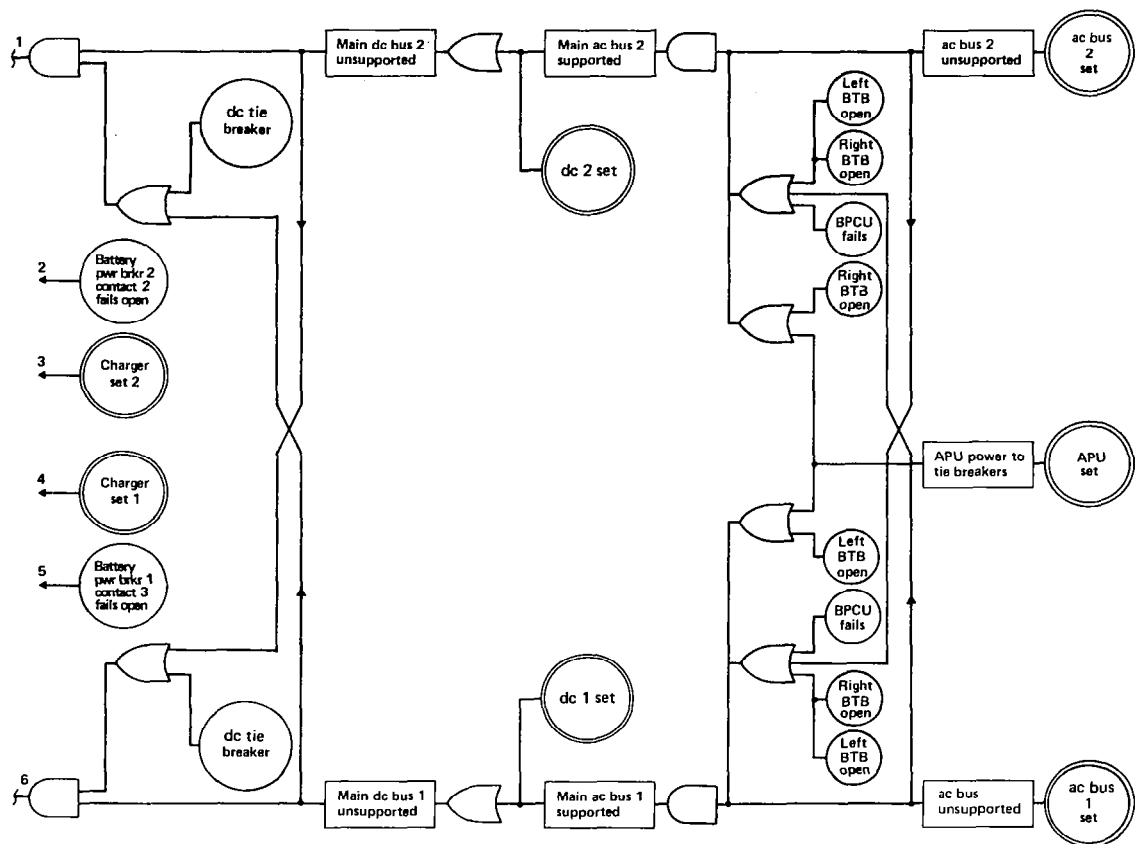 1
Main dc bus 2
unsupported
Main ac bus 2
supported
ac bus 2
unsupported
ac bus
2
set
dc tie
breaker
dc 2 set
Left
BTB
open
Right
BTB
open
BPCU
fails
Right
BTB
open
2
Battery
pwr brkr 2
contact 2
fails open
3
Charger
set 2
APU power to
tie breakers
APU
set
4
Charger
set 1
5
Battery
pwr brkr 1
contact 3
fails open
Left
BTB
open
BPCU
fails
Right
BTB
open
Left
BTB
open
dc tie
breaker
dc 1 set
6
Main dc bus 1
unsupported
Main ac bus 1
supported
ac bus
unsupported
ac bus
1
set